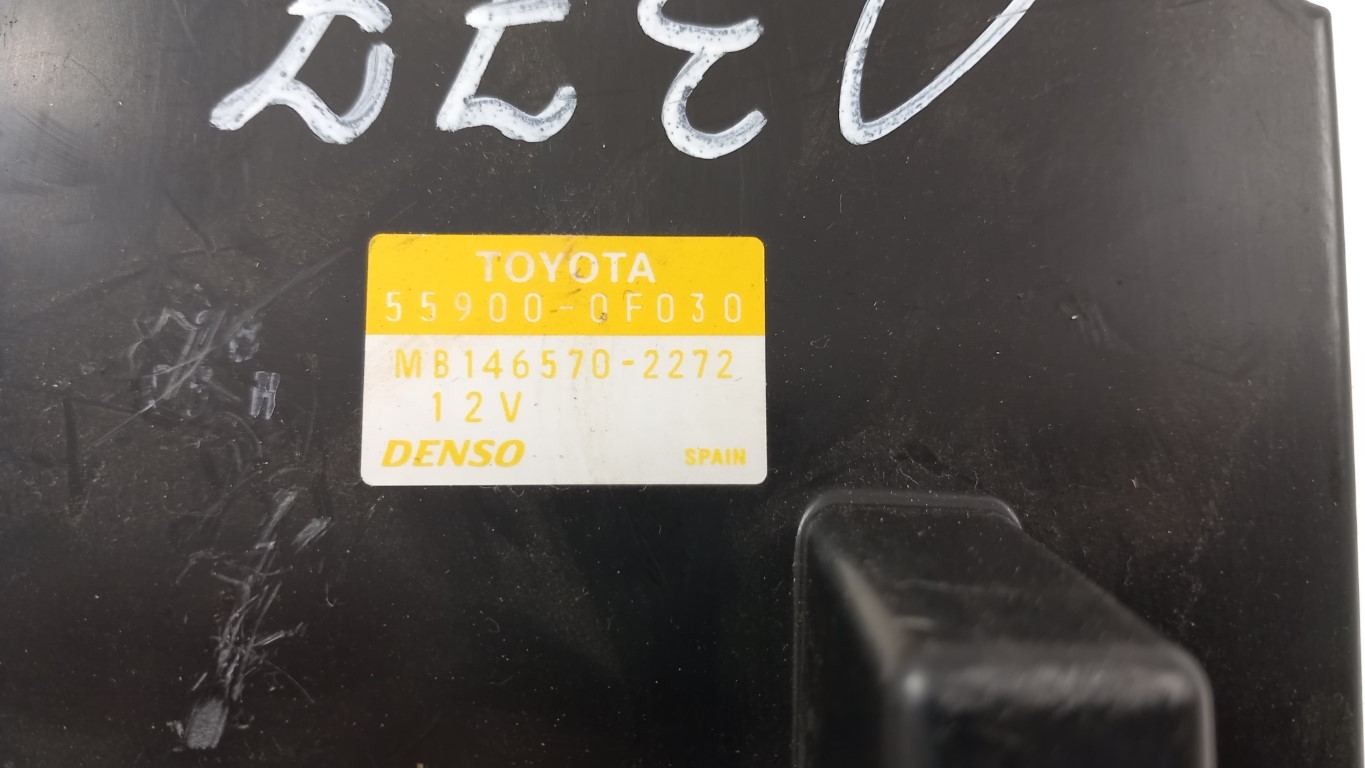 TOYOTA
55900-0F030
MB146570-2272
12V
DENSO SPAIN